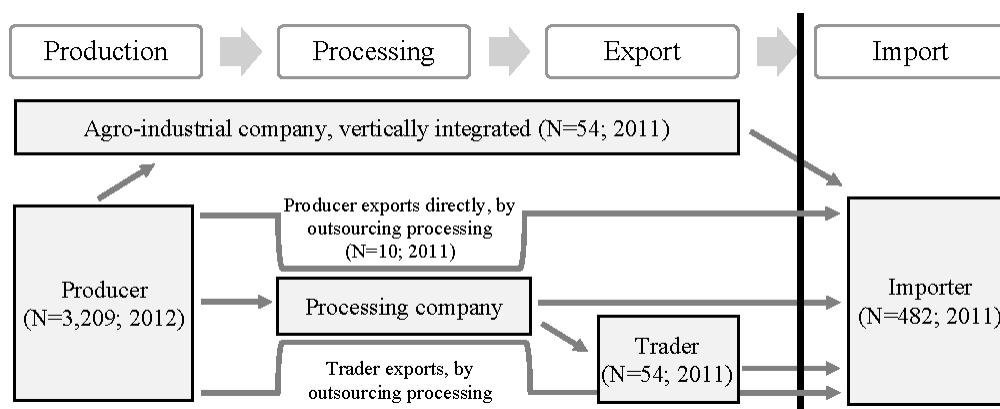 Production
Processing
Export
Import
Agro-industrial company, vertically integrated (N=54; 2011)
Producer exports directly, by
outsourcing processing
(N=10; 2011)
Producer
(N=3,209; 2012)
Processing company
Importer
(N=482; 2011)
Trader
(N=54; 2011)
Trader exports, by
outsourcing processing